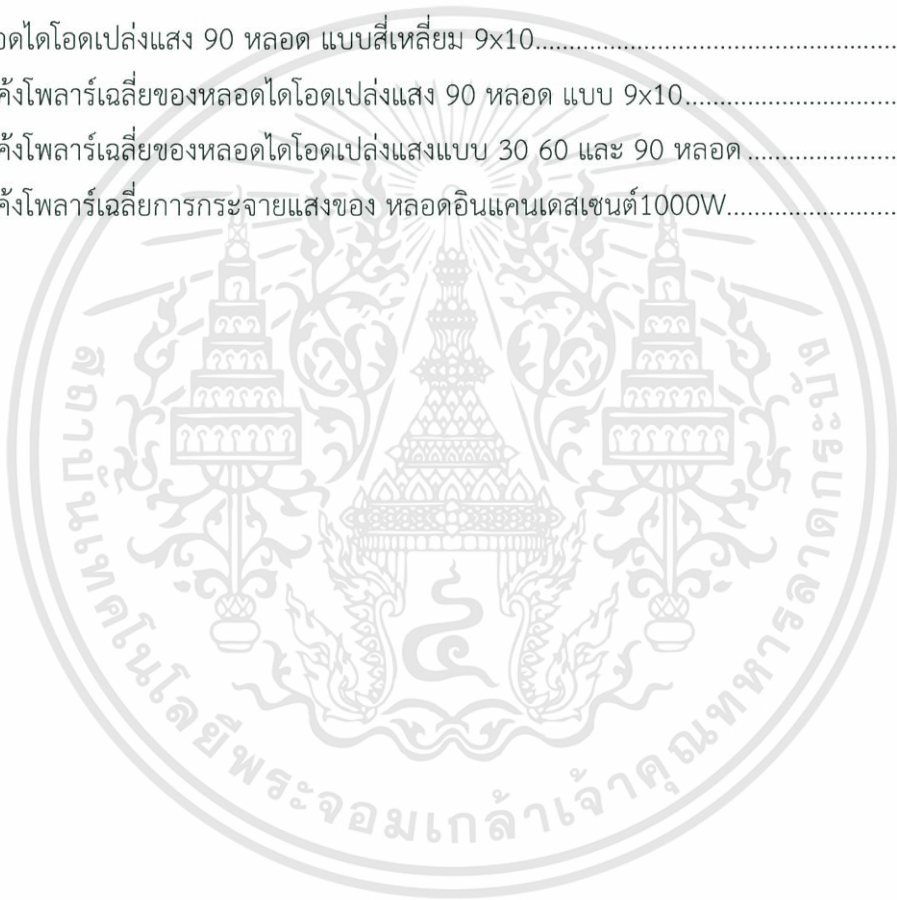 อดไดโอดเปล่งแสง 90 หลอด แบบสี่เหลี่ยม 9x10
ค้งโพลาร์เฉลี่ยของหลอดไดโอดเปล่งแสง 90 หลอด แบบ 9x10
ค้งโพลาร์เฉลี่ยของหลอดไดโอดเปล่งแสงแบบ 30 60 และ 90 หลอด
ค้งโพลาร์เฉลี่ยการกระจายแสงของ หลอดอินแคนเดสเซนต์1000W
สถาบันเทคโนโลยีพระจอมเกล้าเจ้าคุณทหารลาดกระบัง